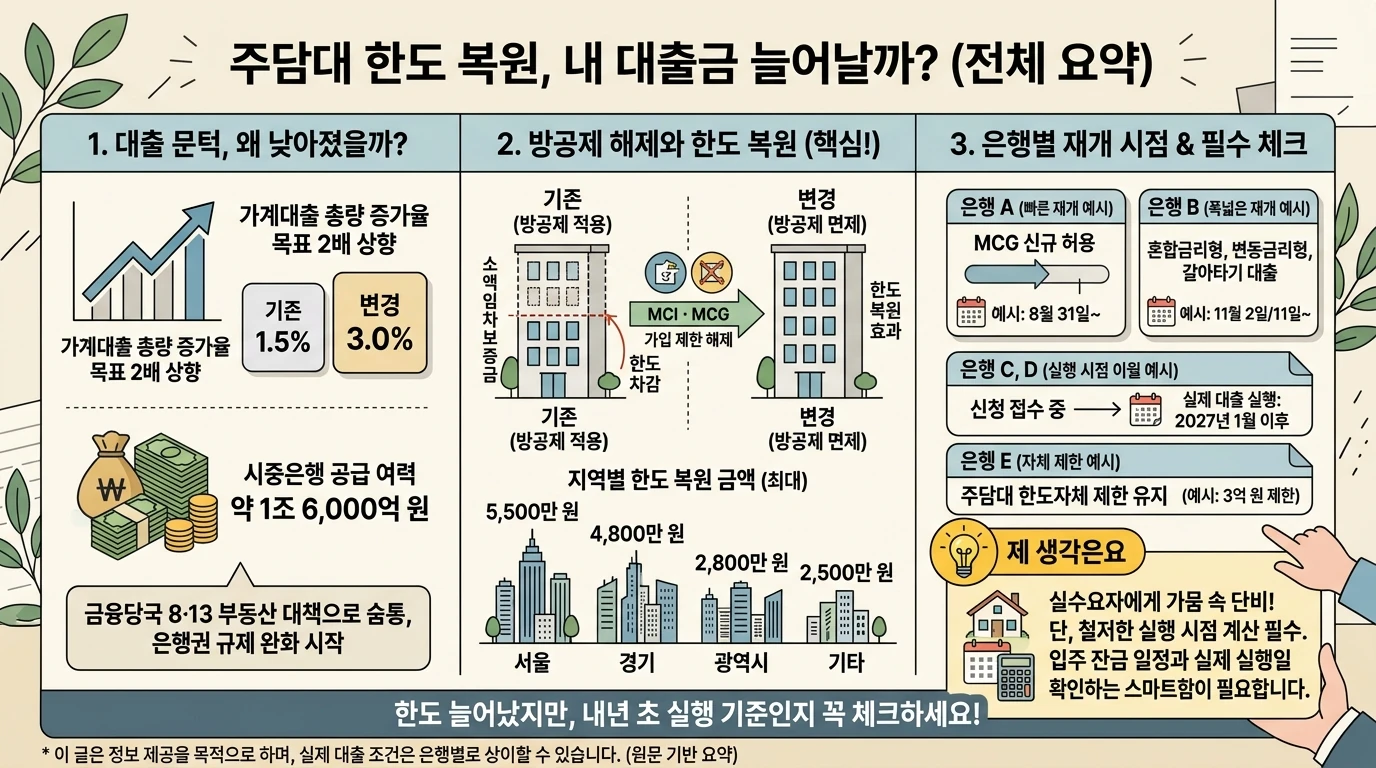 주담대 한도 복원, 내 대출금 늘어날까? (전체 요약)
1. 대출 문턱, 왜 낮아졌을까?
가계대출 총량 증가율
목표 2배 상향
기존
1.5%
변경
3.0%
가계대출 총량 증가율
목표 2배 상향
₩
시중은행 공급 여력
약 1조 6,000억 원
금융당국 8·13 부동산 대책으로 숨통,
은행권 규제 완화 시작
2. 방공제 해제와 한도 복원 (핵심!)
기존
(방공제 적용)
변경
(방공제 면제)
소액임차보증금
MCI · MCG
가입 제한 해제
한도
차감
한도
복원
효과
기존
(방공제 적용)
변경
(방공제 면제)
지역별 한도 복원 금액 (최대)
5,500만 원
4,800만 원
2,800만 원
2,500만 원
서울
경기
광역시
기타
3. 은행별 재개 시점 & 필수 체크
은행 A (빠른 재개 예시)
MCG 신규 허용
예시: 8월 31일~
은행 B (폭넓은 재개 예시)
혼합금리형, 변동금리형,
갈아타기 대출
예시: 11월 2일/11일~
은행 C, D (실행 시점 이월 예시)
신청 접수 중
실제 대출 실행:
2027년 1월 이후
은행 E (자체 제한 예시)
주담대 한도자체 제한 유지 (예시: 3억 원 제한)
제 생각은요
실수요자에게 가뭄 속 단비!
단, 철저한 실행 시점 계산 필수.
입주 잔금 일정과 실제 실행일
확인하는 스마트함이 필요합니다.
한도 늘어났지만, 내년 초 실행 기준인지 꼭 체크하세요!
* 이 글은 정보 제공을 목적으로 하며, 실제 대출 조건은 은행별로 상이할 수 있습니다. (원문 기반 요약)